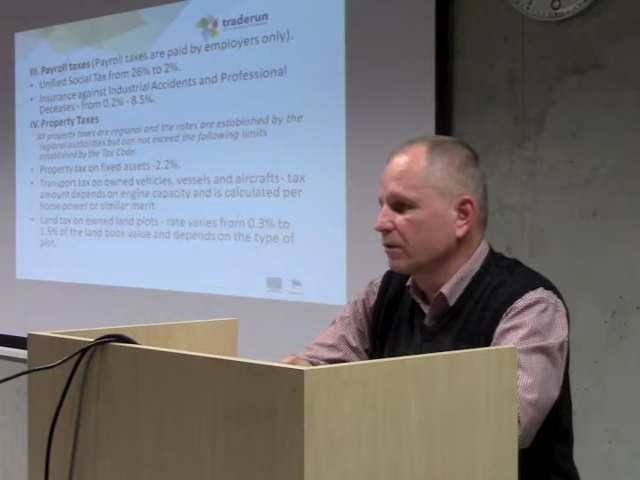 traderun
III. Payroll taxes (Payroll taxes are paid by employers only).
• Unified Social Tax from 26% to 2%.
• Insurance against Industrial Accidents and Professional
Deceases - from 0.2% - 8.5%.
IV. Property Taxes
All property taxes are regional and the rates are established by the
regional authorities but can not exceed the following limits
established by the Tax Code:
• Property tax on fixed assets -2.2%.
• Transport tax on owned vehicles, vessels and aircrafts- tax
amount depends on engine capacity and is calculated per
horse-power or similar merit
• Land tax on owned land plots - rate varies from 0.3% to
1.5% of the land book value and depends on the type of
plot.